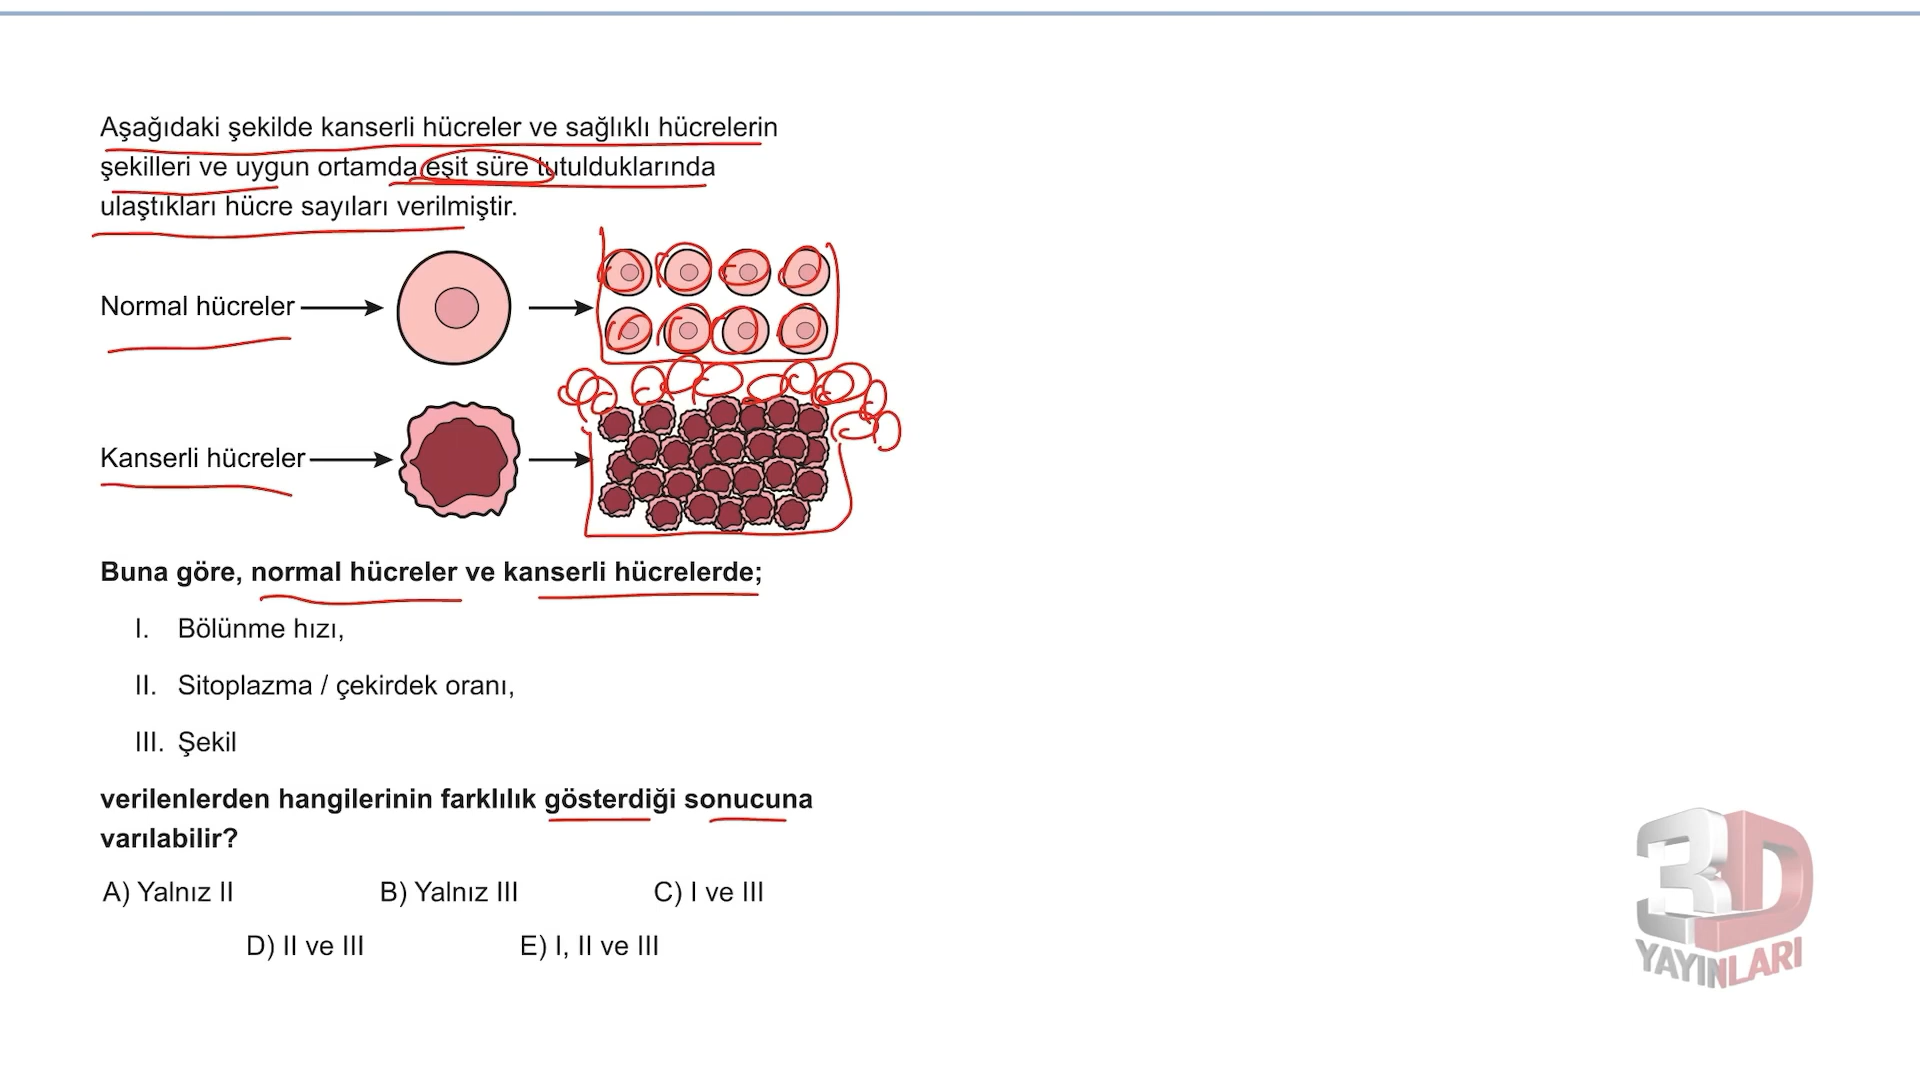 Aşağıdaki şekilde kanserli hücreler ve sağlıklı hücrelerin
şekilleri ve uygun ortamda eşit süre tutulduklarında
ulaştıkları hücre sayıları verilmiştir.
Normal hücreler
Kanserli hücreler
Buna göre, normal hücreler ve kanserli hücrelerde;
I. Bölünme hızı,
II. Sitoplazma / çekirdek oranı,
III. Şekil
verilenlerden hangilerinin farklılık gösterdiği sonucuna
varılabilir?
A) Yalnız II B) Yalnız III C) I ve III
D) II ve III E) I, II ve III
3D
YAYINLARI